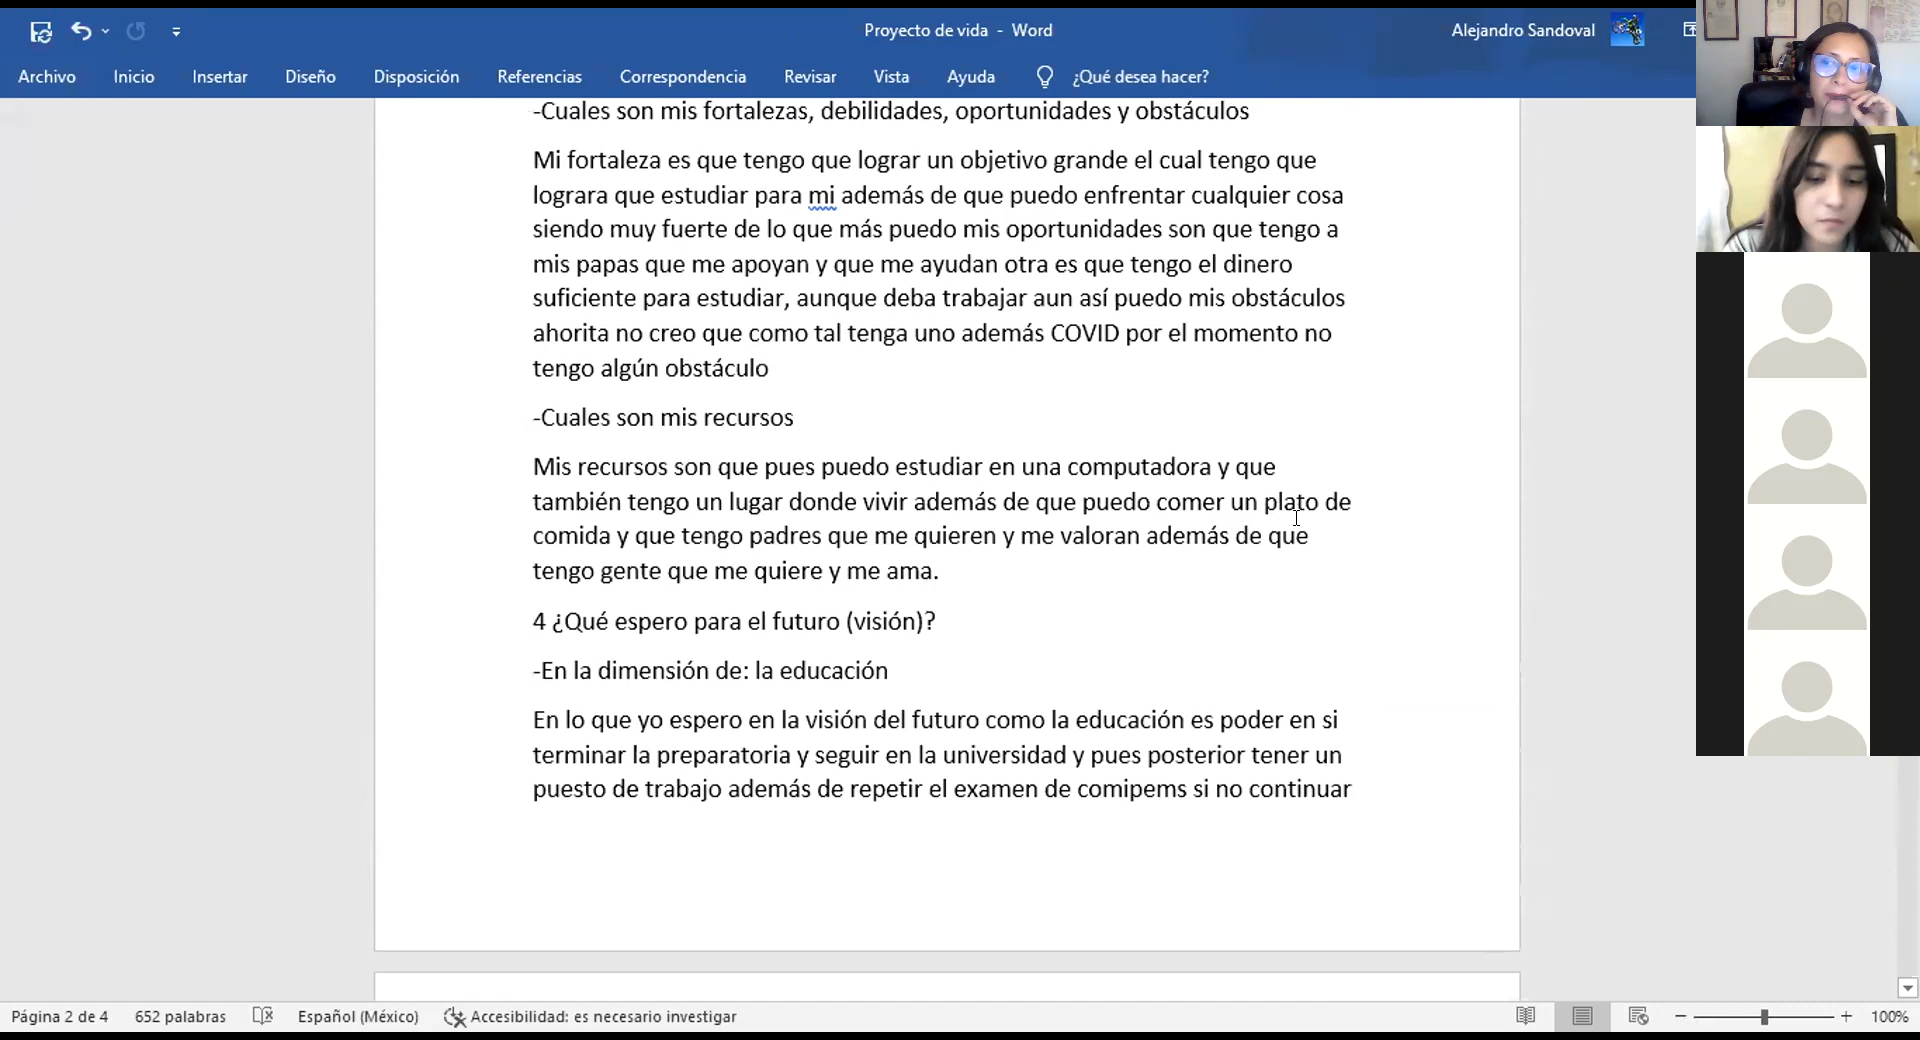 Proyecto de vida - Word
Alejandro Sandoval
Archivo Inicio Insertar Diseño Disposición Referencias Correspondencia Revisar Vista Ayuda ¿Qué desea hacer?
-Cuales son mis fortalezas, debilidades, oportunidades y obstáculos
Mi fortaleza es que tengo que lograr un objetivo grande el cual tengo que
lograra que estudiar para mi además de que puedo enfrentar cualquier cosa
siendo muy fuerte de lo que más puedo mis oportunidades son que tengo a
mis papas que me apoyan y que me ayudan otra es que tengo el dinero
suficiente para estudiar, aunque deba trabajar aun así puedo mis obstáculos
ahorita no creo que como tal tenga uno además COVID por el momento no
tengo algún obstáculo
-Cuales son mis recursos
Mis recursos son que pues puedo estudiar en una computadora y que
también tengo un lugar donde vivir además de que puedo comer un plato de
comida y que tengo padres que me quieren y me valoran además de que
tengo gente que me quiere y me ama.
4 ¿Qué espero para el futuro (visión)?
-En la dimensión de: la educación
En lo que yo espero en la visión del futuro como la educación es poder en si
terminar la preparatoria y seguir en la universidad y pues posterior tener un
puesto de trabajo además de repetir el examen de comipems si no continuar
Página 2 de 4 652 palabras Español (México) Accesibilidad: es necesario investigar 100%